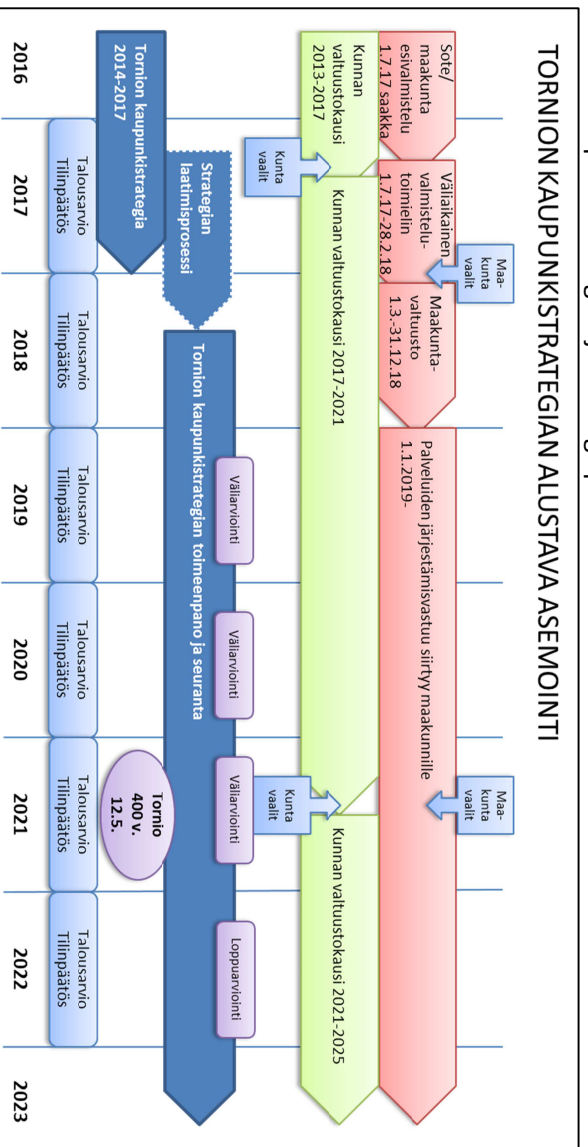 TORNION KAUPUNKISTRATEGIAN ALUSTAVA ASEMOINTI
Maa-
kunta
vaalit
Maa-
kunta
vaalit
Sote/
maakunta
esivalmistelu
1.7.17 saakka
Väliaikainen
valmistelu-
toimielin
1.7.17-28.2.18
Maakunta-
valtuusto
1.3.-31.12.18
Palveluiden järjestämisvastuu siirtyy maakunnille
1.1.2019-
Kunnan
valtuustokausi
2013-2017
Kunnan valtuustokausi 2017-2021
Kunnan valtuustokausi 2021-2025
Kunta
vaalit
Kunta
vaalit
Väliarviointi
Väliarviointi
Väliarviointi
Loppuarviointi
Strategian
laatimisprosessi
Tornion kaupunkistrategian toimeenpano ja seuranta
Tornion kaupunkistrategia
2014-2017
Tornio
400 v.
12.5.
Talousarvio
Tilinpäätös
Talousarvio
Tilinpäätös
Talousarvio
Tilinpäätös
Talousarvio
Tilinpäätös
Talousarvio
Tilinpäätös
Talousarvio
Tilinpäätös
2016
2017
2018
2019
2020
2021
2022
2023